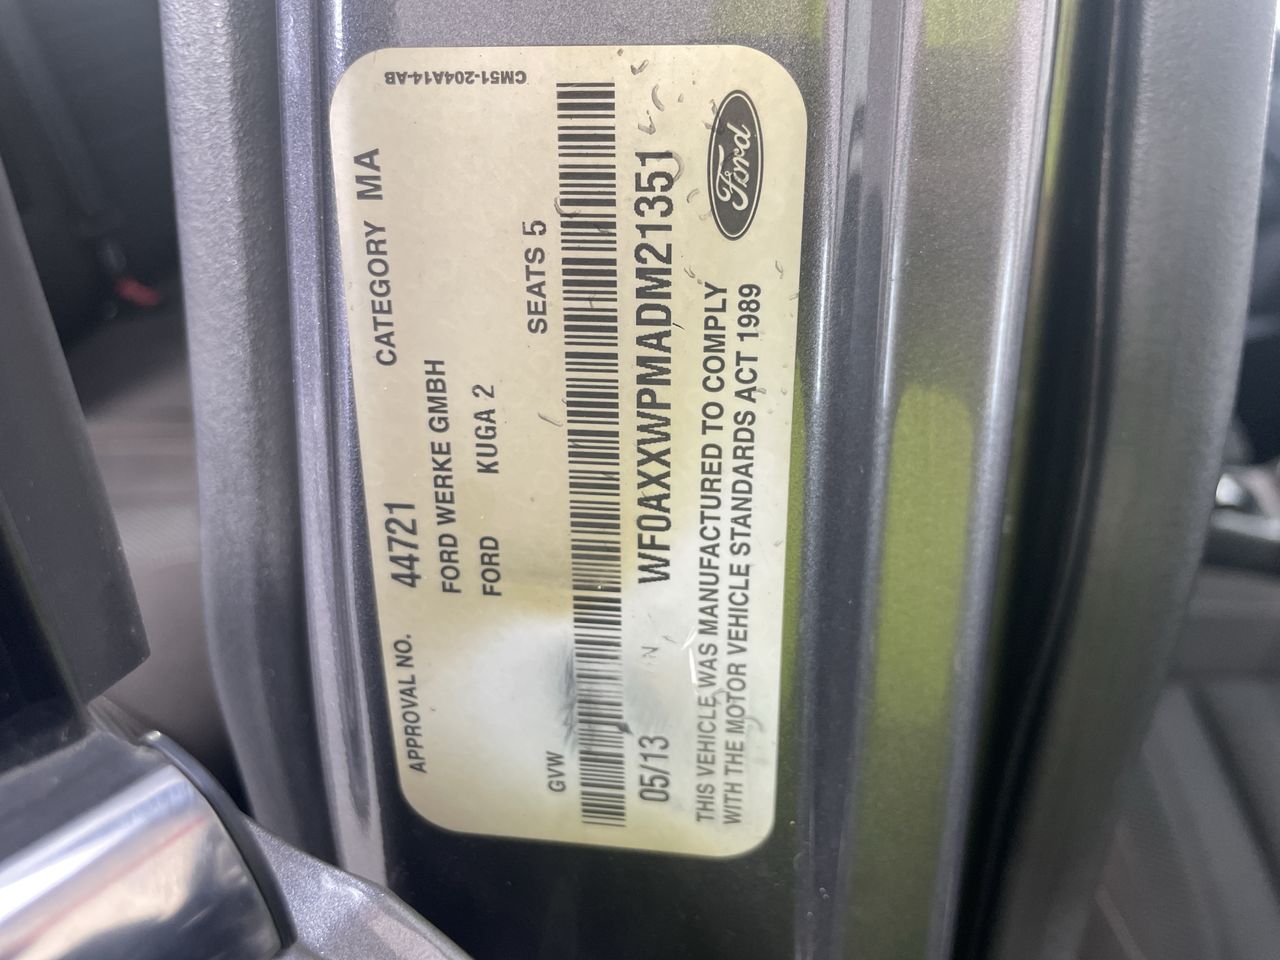 CM51-204A14-AB
APPROVAL NO. 44721 CATEGORY MA
FORD WERKE GMBH
FORD KUGA 2
GVW SEATS 5
05/13 WF0AXXWPMADM21351
THIS VEHICLE WAS MANUFACTURED TO COMPLY
WITH THE MOTOR VEHICLE STANDARDS ACT 1989
Ford